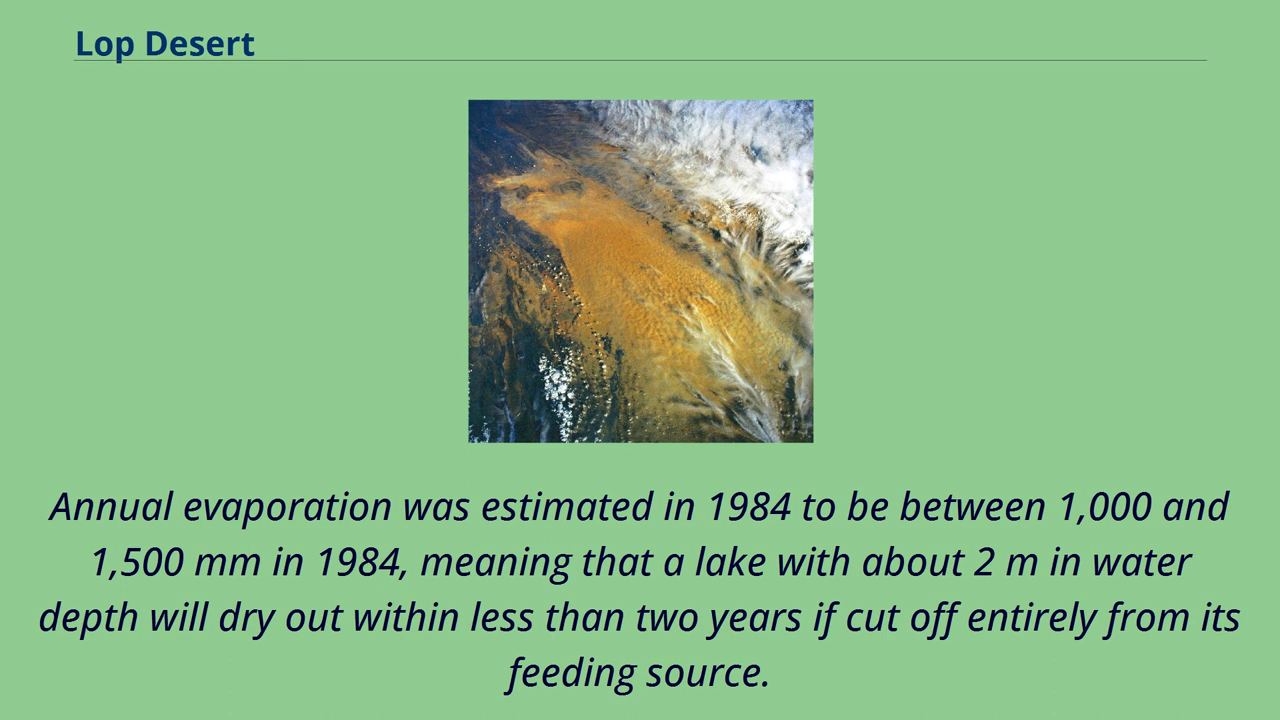 Lop Desert
Annual evaporation was estimated in 1984 to be between 1,000 and
1,500 mm in 1984, meaning that a lake with about 2 m in water
depth will dry out within less than two years if cut off entirely from its
feeding source.